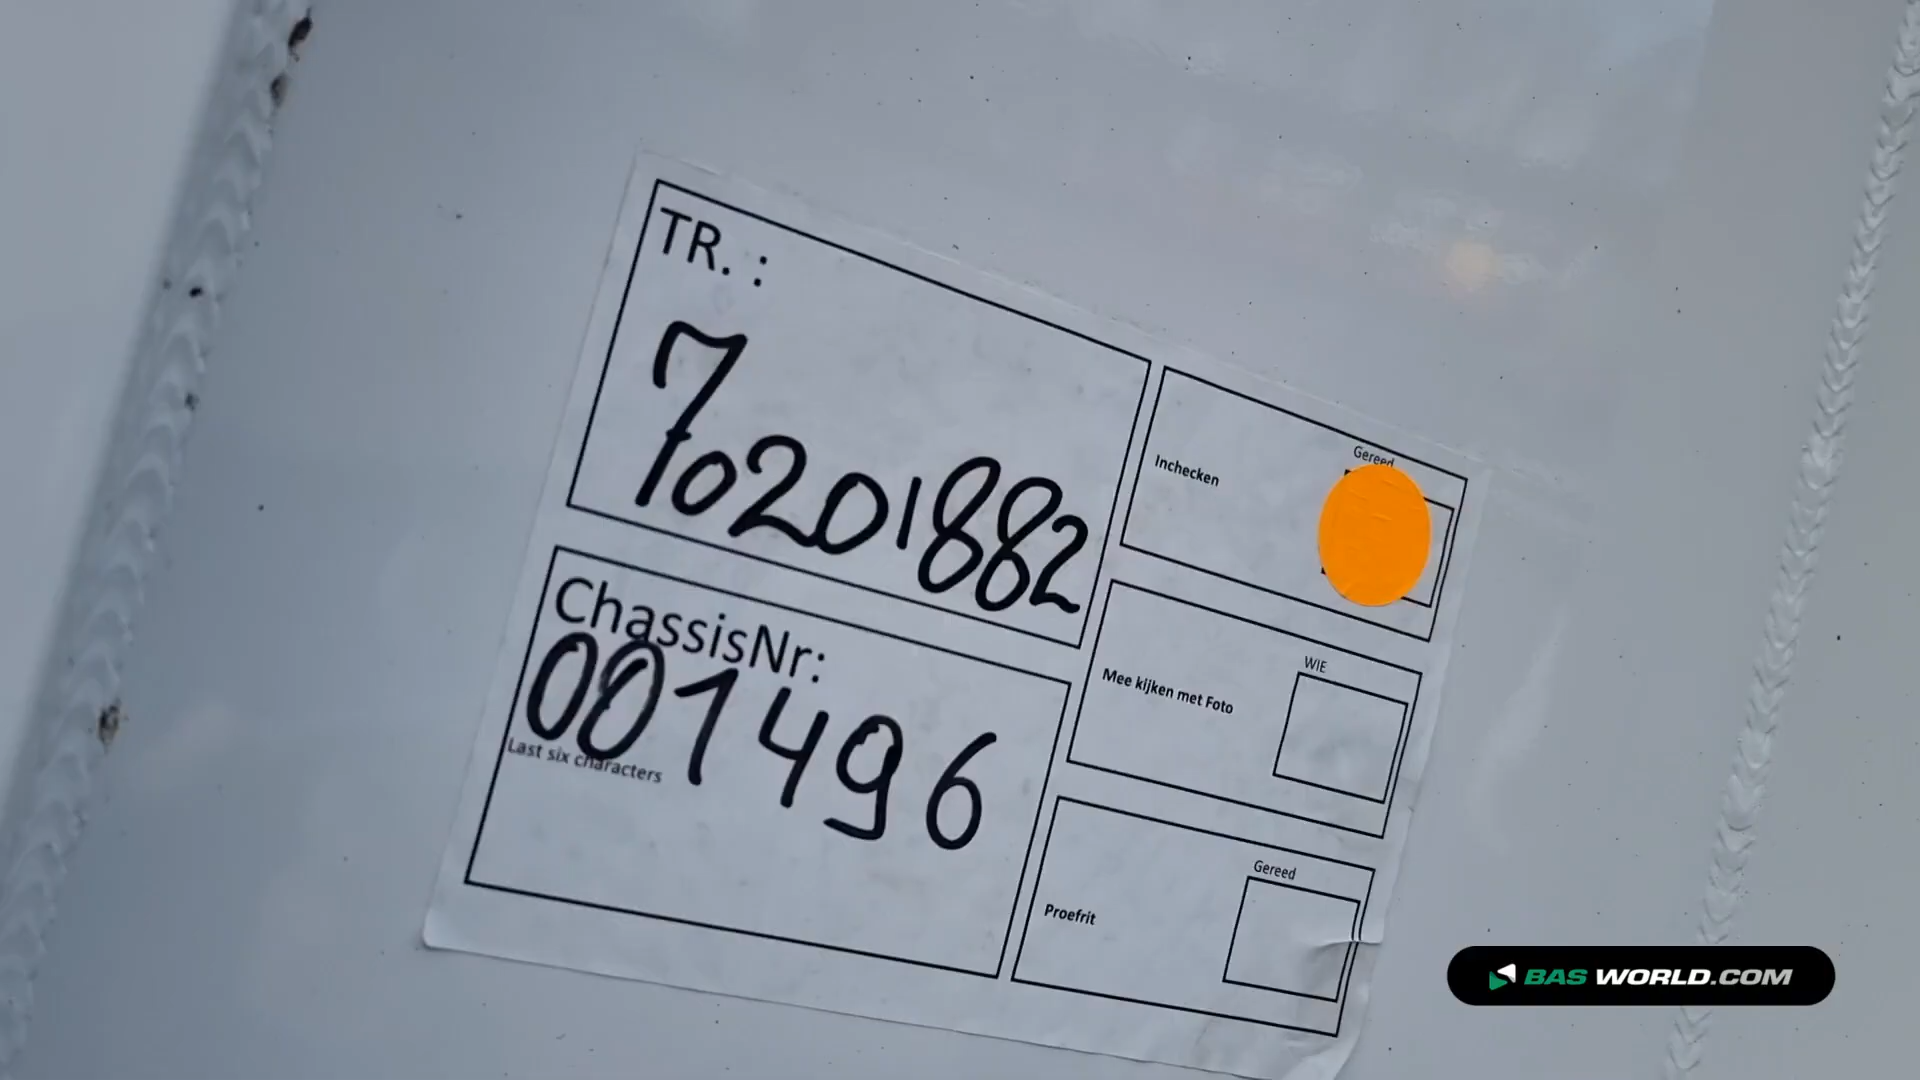 TR. :
70201882
ChassisNr:
001496
Last six characters
Inchecken
Gereed
Mee kijken met Foto
WIE
Proefrit
Gereed
BAS WORLD.COM